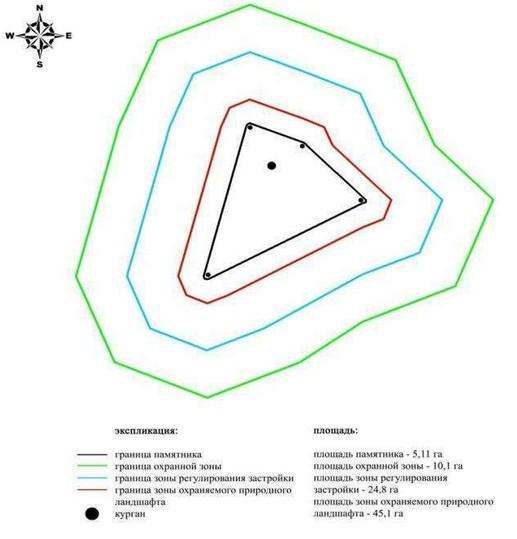 N
W E
S
экспликация:
граница памятника
граница охранной зоны
граница зоны регулирования застройки
граница зоны охраняемого природного
ландшафта
курган
площадь:
площадь памятника - 5,11 га
площадь охранной зоны - 10,1 га
площадь зоны регулирования
застройки - 24,8 га
площадь зоны охраняемого природного
ландшафта - 45,1 га